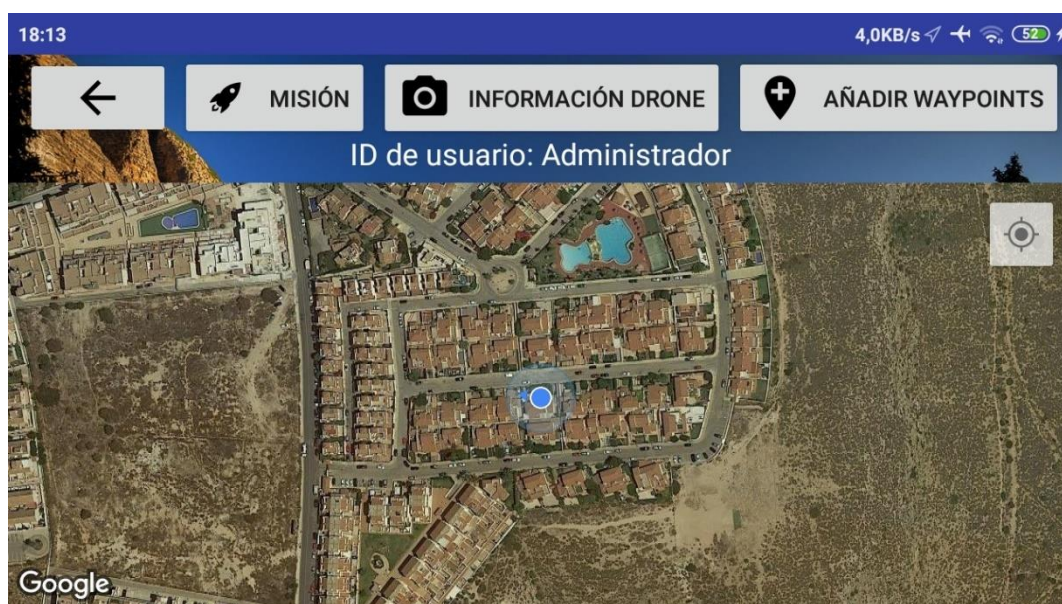 18:13
4,0KB/s 52
MISIÓN
INFORMACIÓN DRONE
AÑADIR WAYPOINTS
ID de usuario: Administrador
Google